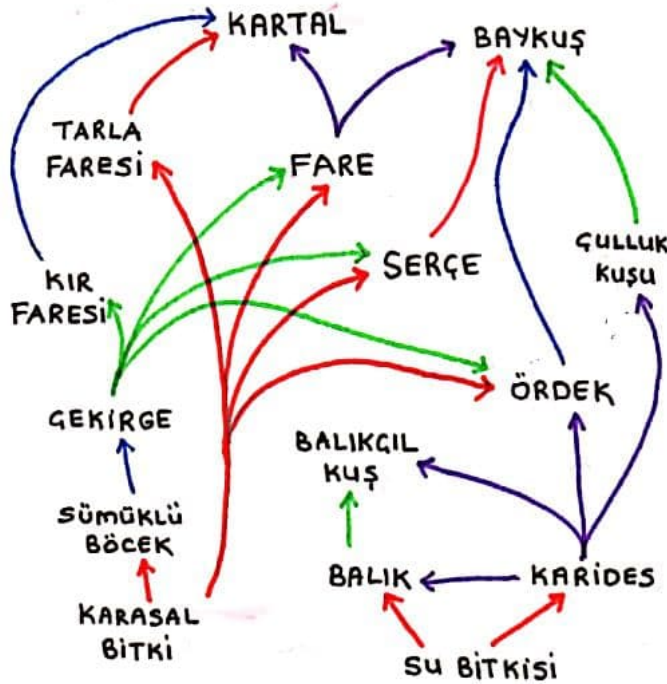 KARTAL
BAYKUŞ
TARLA
FARESİ
FARE
SERÇE
ÇULLUK
KUŞU
KIR
FARESİ
ÖRDEK
ÇEKİRGE
BALIKÇIL
KUŞ
SÜMÜKLÜ
BÖCEK
BALIK
KARİDES
KARASAL
BİTKİ
SU BİTKİSİ